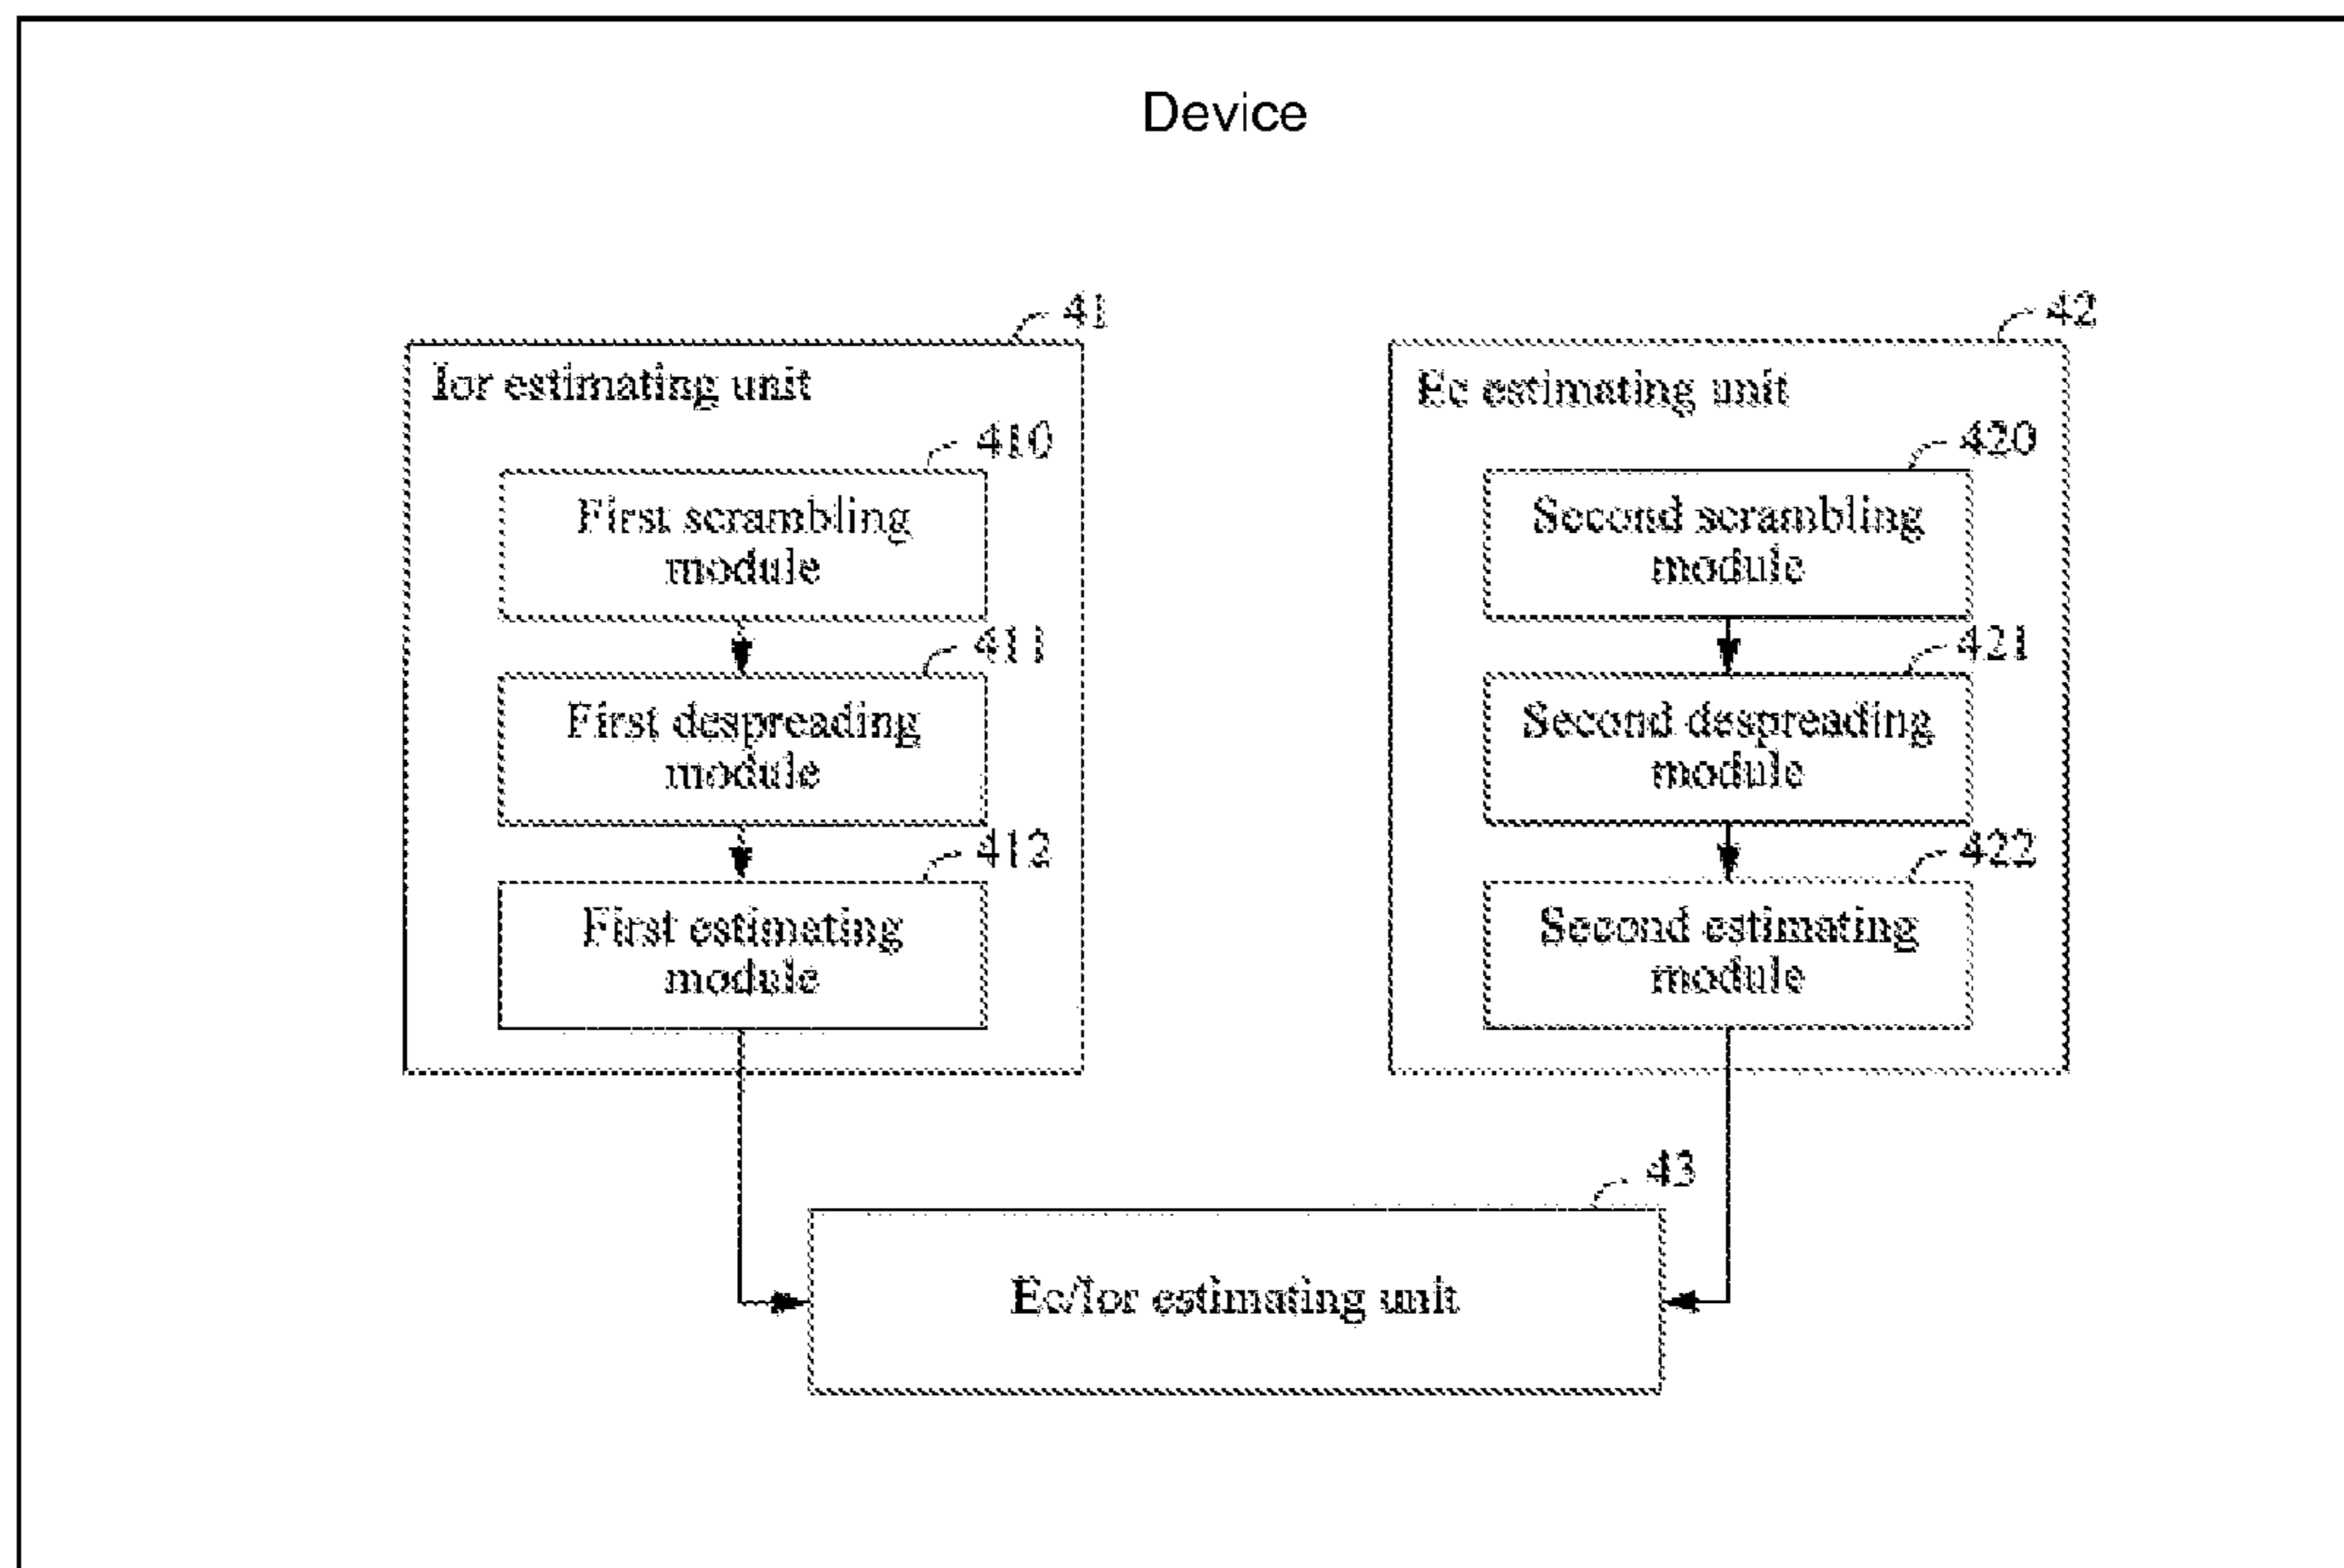 Device
41
Ior estimating unit
410
First scrambling
module
411
First despreading
module
412
First estimating
module
42
Ec estimating unit
420
Second scrambling
module
421
Second despreading
module
422
Second estimating
module
43
Ec/Ior estimating unit